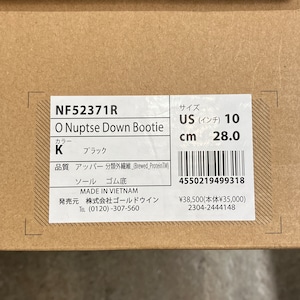 NF52371R
O Nuptse Down Bootie
カラー
K ブラック
サイズ
US (インチ) 10
cm 28.0
品質 アッパー 分類外繊維 (Brewed_ProteinTM)
ソール ゴム底
MADE IN VIETNAM
発売元 株式会社ゴールドウイン
℡ (0120)-307-560
4550219499318
¥38,500(本体¥35,000)
2304-2444148